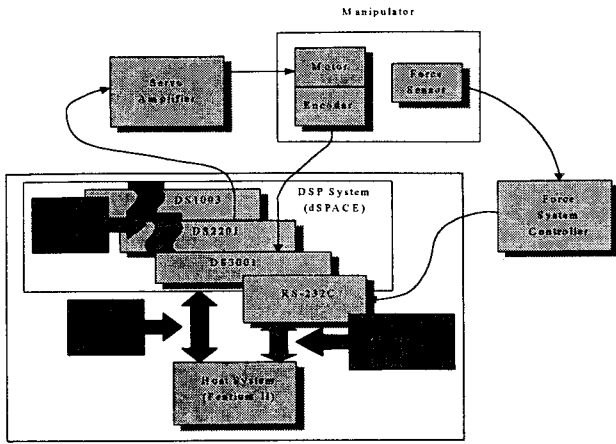 Manipulator
Servo
Amplifier
Motor
Encoder
Force
Sensor
DSP System
(dSPACE)
DS1003
DS2201
DS3001
RS-232C
Force
System
Controller
Host System
(Pentium II)